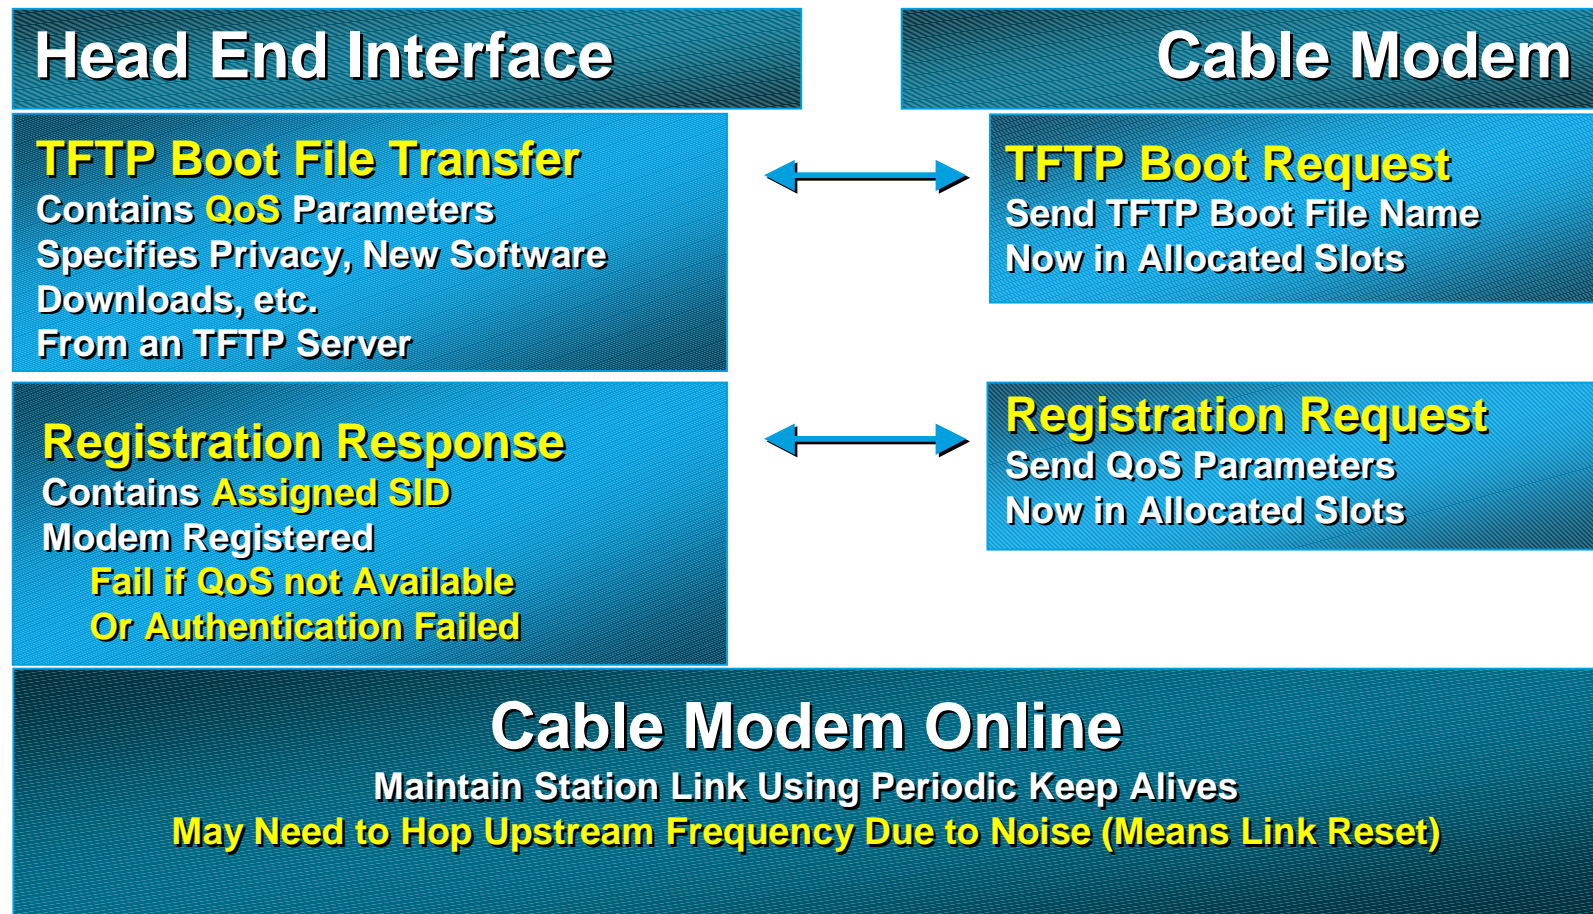 Head End Interface
Cable Modem
TFTP Boot File Transfer
Contains QoS Parameters
Specifies Privacy, New Software
Downloads, etc.
From an TFTP Server
TFTP Boot Request
Send TFTP Boot File Name
Now in Allocated Slots
Registration Response
Contains Assigned SID
Modem Registered
Fail if QoS not Available
Or Authentication Failed
Registration Request
Send QoS Parameters
Now in Allocated Slots
Cable Modem Online
Maintain Station Link Using Periodic Keep Alives
May Need to Hop Upstream Frequency Due to Noise (Means Link Reset)